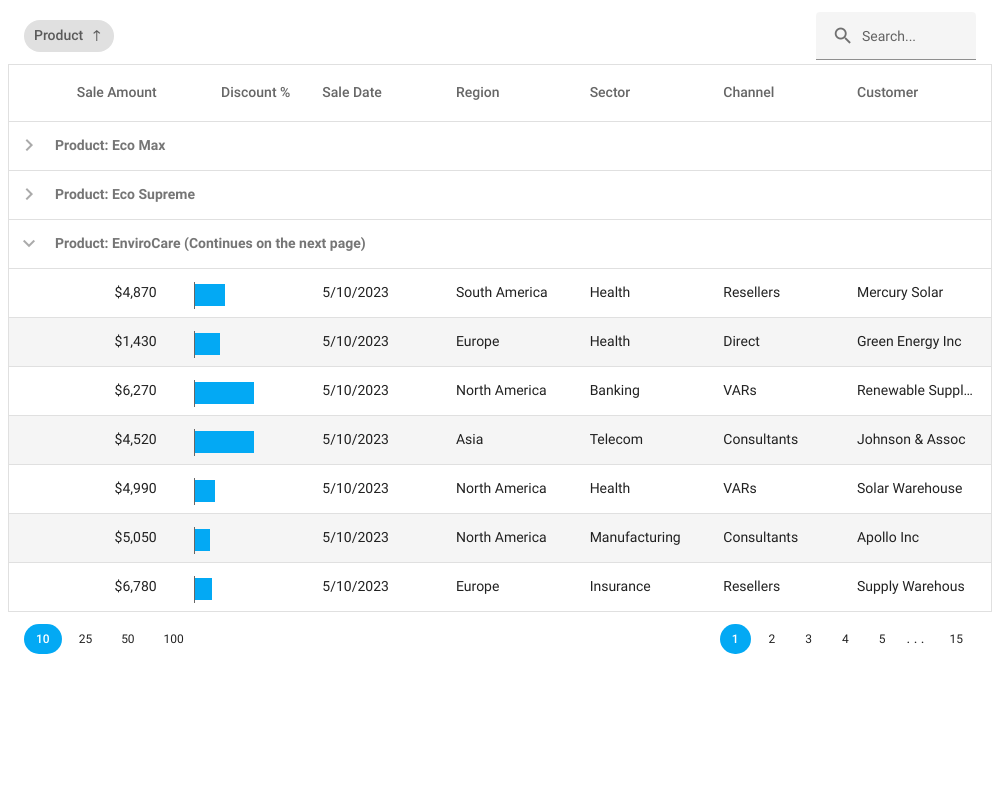 Product ↑
Search...
Sale Amount Discount % Sale Date Region Sector Channel Customer
Product: Eco Max
Product: Eco Supreme
Product: EnviroCare (Continues on the next page)
$4,870 5/10/2023 South America Health Resellers Mercury Solar
$1,430 5/10/2023 Europe Health Direct Green Energy Inc
$6,270 5/10/2023 North America Banking VARs Renewable Suppl...
$4,520 5/10/2023 Asia Telecom Consultants Johnson & Assoc
$4,990 5/10/2023 North America Health VARs Solar Warehouse
$5,050 5/10/2023 North America Manufacturing Consultants Apollo Inc
$6,780 5/10/2023 Europe Insurance Resellers Supply Warehous
10 25 50 100 1 2 3 4 5 . . . 15